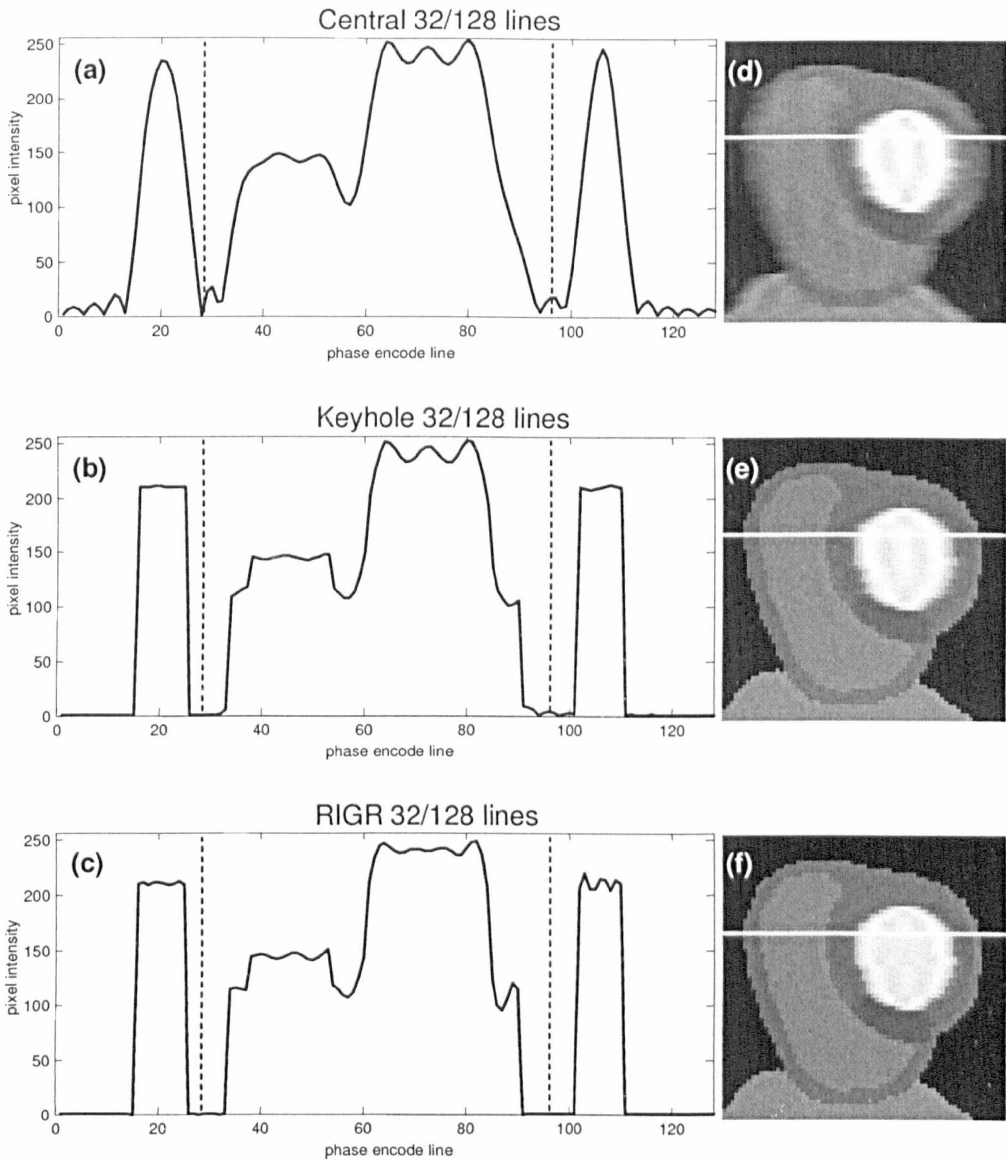 Central 32/128 lines
(a)
(d)
250
200
150
100
50
0
pixel intensity
0 20 40 60 80 100 120
phase encode line
Keyhole 32/128 lines
(b)
(e)
250
200
150
100
50
0
pixel intensity
0 20 40 60 80 100 120
phase encode line
RIGR 32/128 lines
(c)
(f)
250
200
150
100
50
0
pixel intensity
0 20 40 60 80 100 120
phase encode line